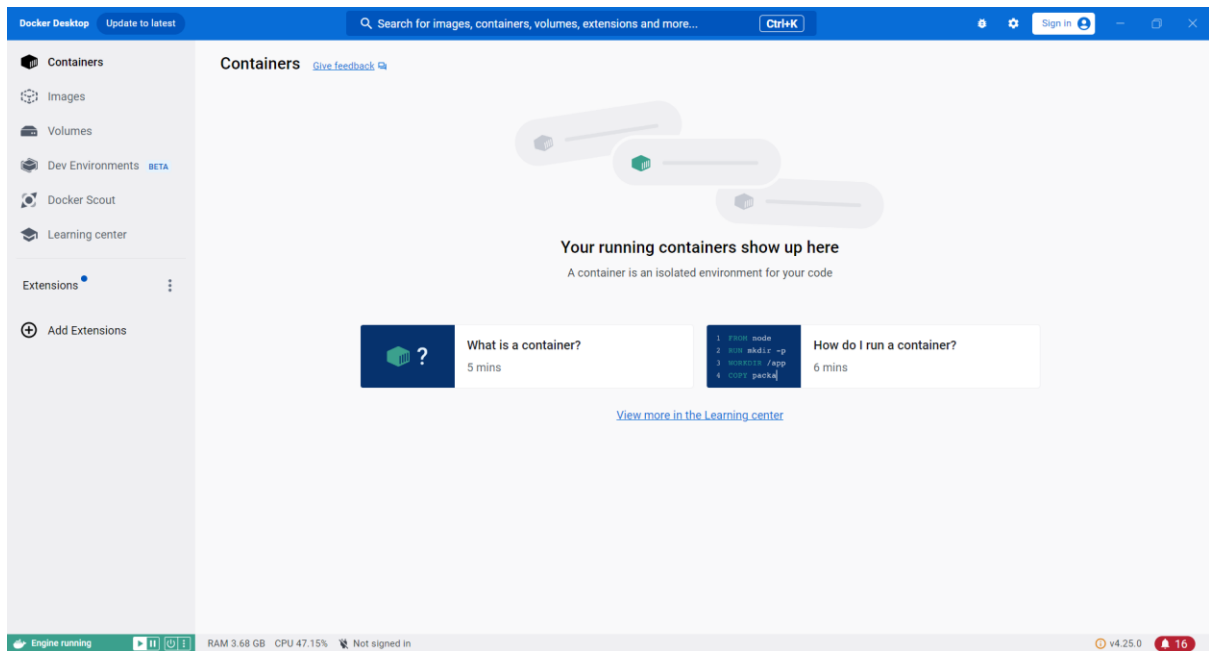 Docker Desktop Update to latest Search for images, containers, volumes, extensions and more... Ctrl+K Sign in
Containers
Images
Volumes
Dev Environments BETA
Docker Scout
Learning center
Extensions
Add Extensions
Containers Give feedback
Your running containers show up here
A container is an isolated environment for your code
?
What is a container?
5 mins
1 FROM node
2 RUN mkdir -p
3 WORKDIR /app
4 COPY packa
How do I run a container?
6 mins
View more in the Learning center
Engine running RAM 3.68 GB CPU 47.15% Not signed in v4.25.0 16